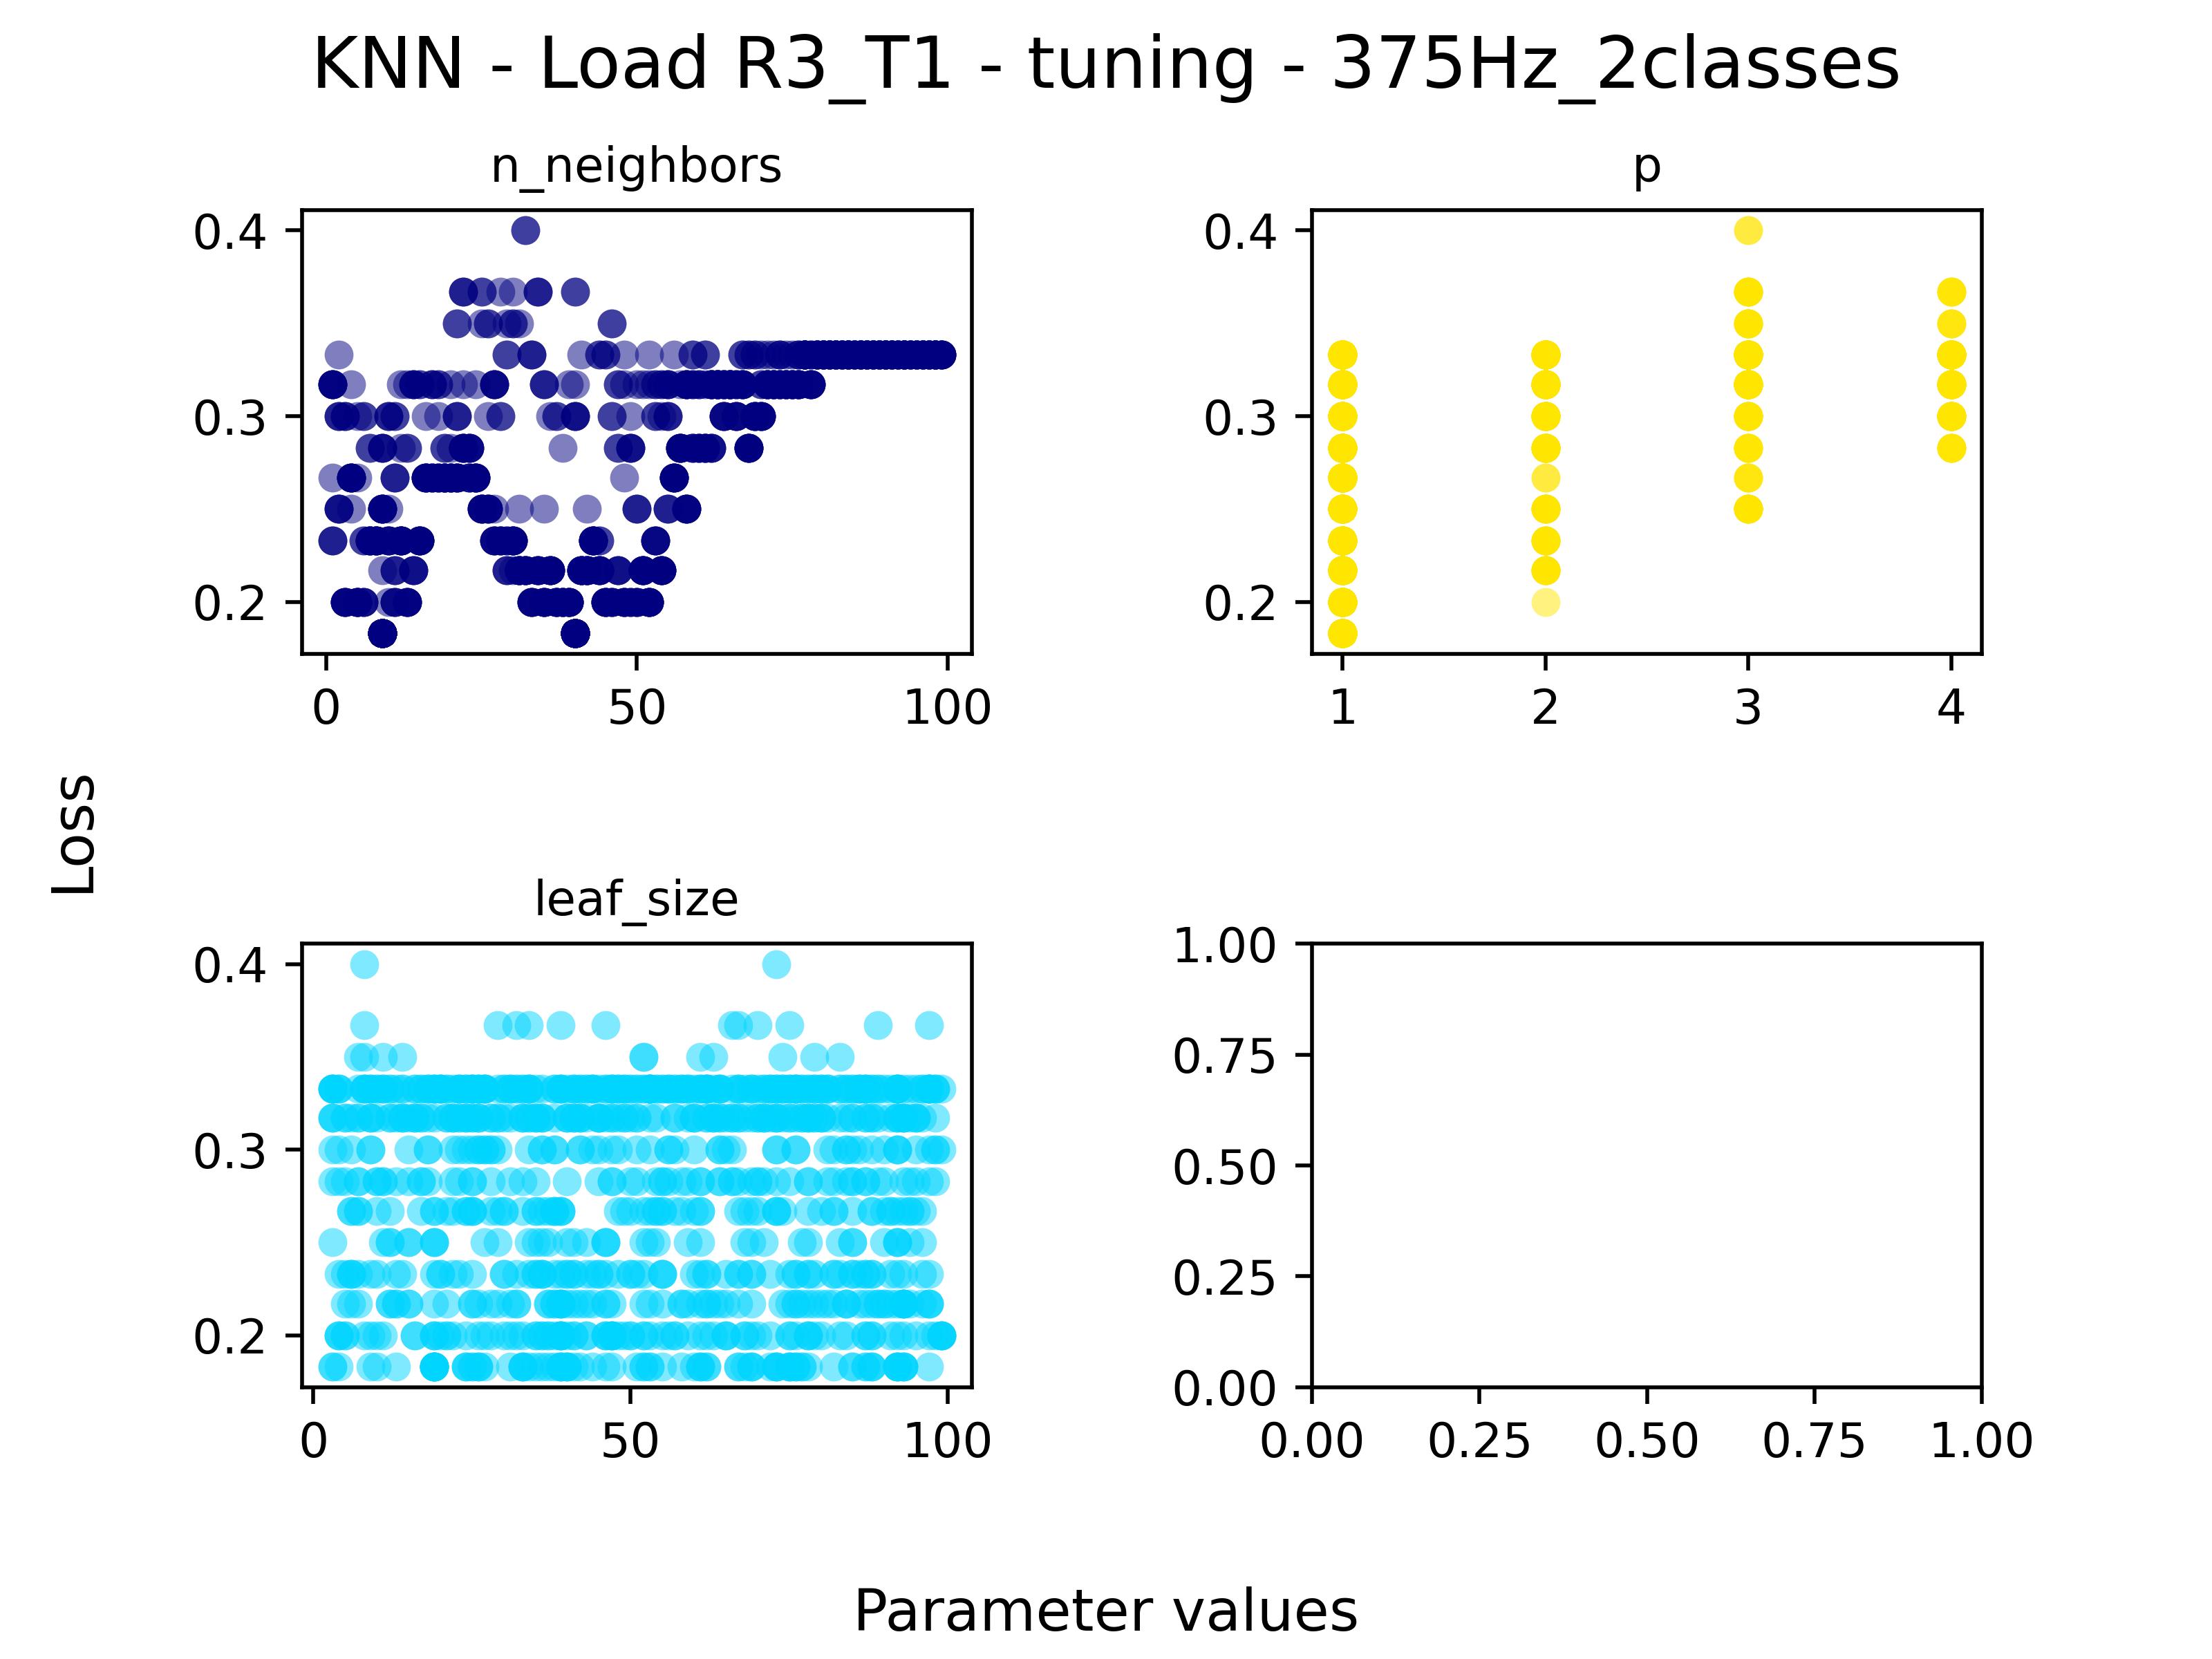 KNN - Load R3_T1 - tuning - 375Hz_2classes
n_neighbors
0.4
0.3
0.2
0 50 100
p
0.4
0.3
0.2
1 2 3 4
Loss
leaf_size
0.4
0.3
0.2
0 50 100
1.00
0.75
0.50
0.25
0.00
0.00 0.25 0.50 0.75 1.00
Parameter values